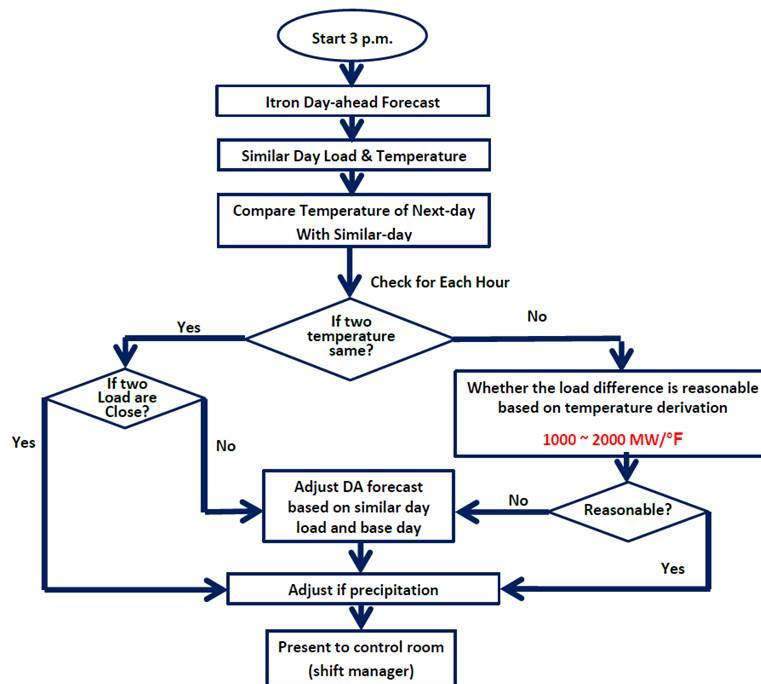 Start 3 p.m.
Itron Day-ahead Forecast
Similar Day Load & Temperature
Compare Temperature of Next-day
With Similar-day
Check for Each Hour
If two
temperature
same?
Yes
No
If two
Load are
Close?
Whether the load difference is reasonable
based on temperature derivation
1000 ~ 2000 MW/°F
Yes
No
Adjust DA forecast
based on similar day
load and base day
No
Reasonable?
Yes
Adjust if precipitation
Present to control room
(shift manager)